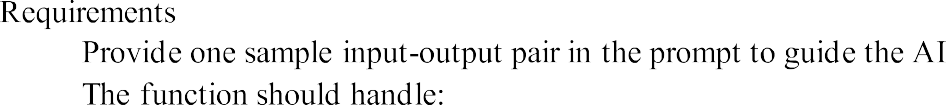 Requirements
Provide one sample input-output pair in the prompt to guide the AI
The function should handle: